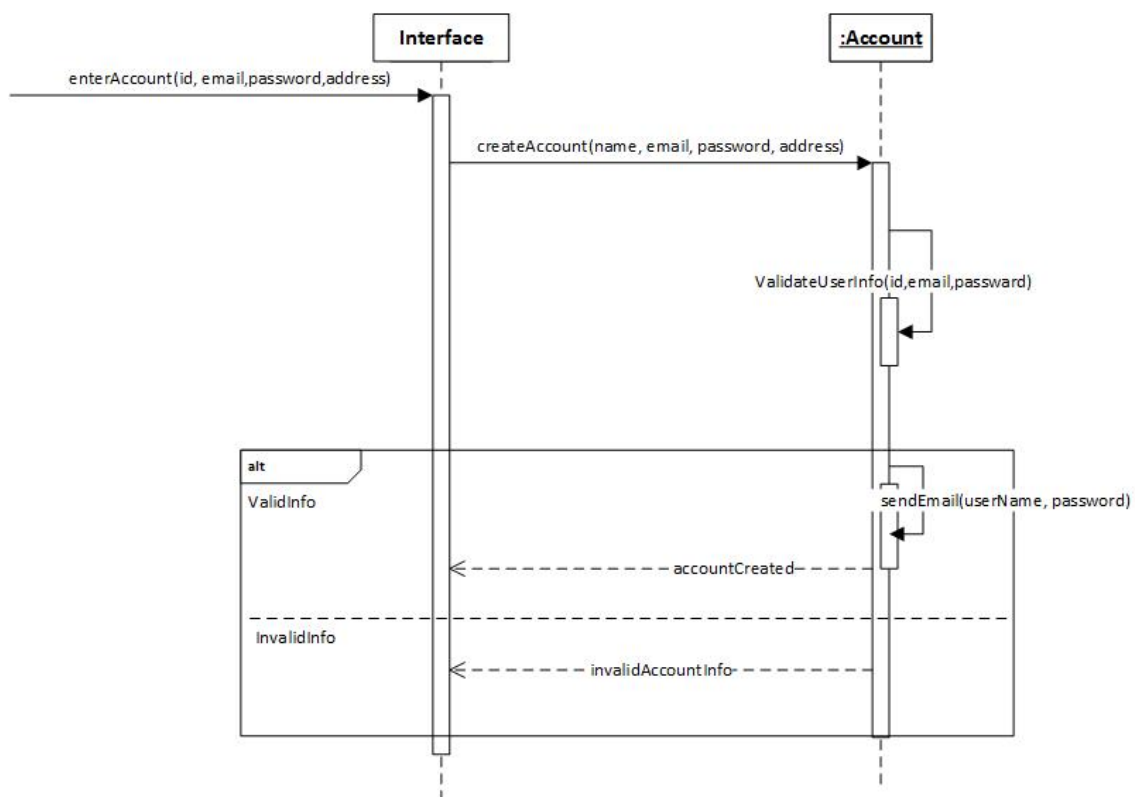 Interface
:Account
enterAccount(id, email,password,address)
createAccount(name, email, password, address)
ValidateUserInfo(id,email,passward)
alt
ValidInfo
sendEmail(userName, password)
accountCreated
InvalidInfo
invalidAccountInfo